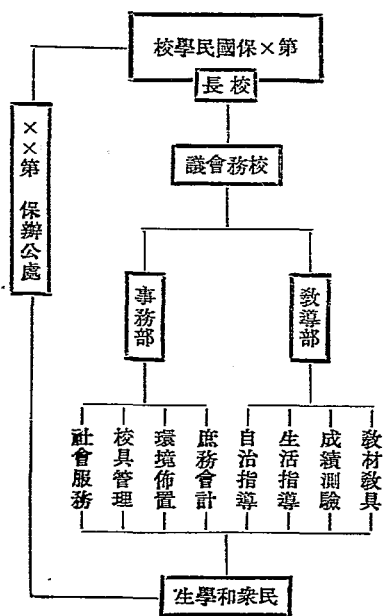 第×保國民學校
校長
校務會議
教導部
事務部
教材教具
成績測驗
生活指導
自治指導
庶務會計
環境佈置
校具管理
社會服務
××第 保辦公處
民衆和學生